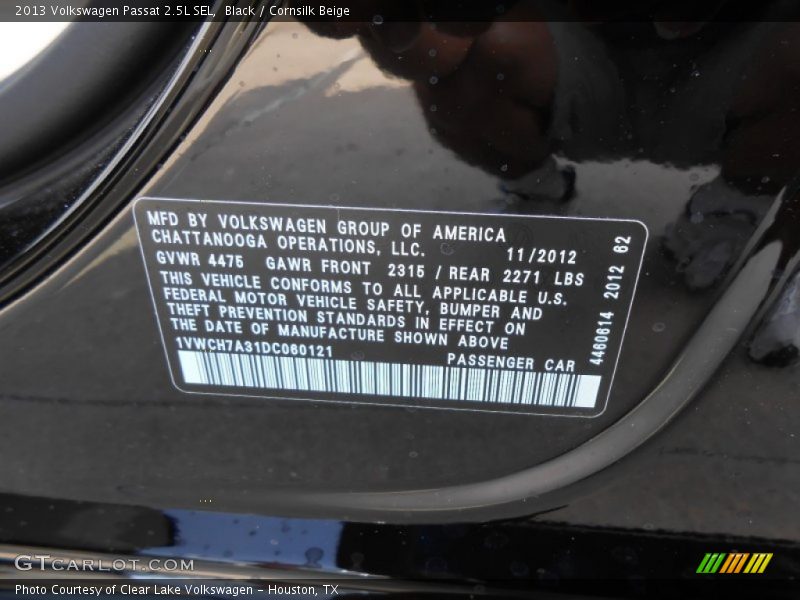 2013 Volkswagen Passat 2.5L SEL,  Black / Cornsilk Beige
MFD BY VOLKSWAGEN GROUP OF AMERICA
CHATTANOOGA OPERATIONS, LLC.
11/2012
GVWR 4475 GAWR FRONT 2315 / REAR 2271 LBS
THIS VEHICLE CONFORMS TO ALL APPLICABLE U.S.
FEDERAL MOTOR VEHICLE SAFETY, BUMPER AND
THEFT PREVENTION STANDARDS IN EFFECT ON
THE DATE OF MANUFACTURE SHOWN ABOVE
1VWCH7A31DC060121
PASSENGER CAR
4460614 2012 62
GTCARLOT.COM
Photo Courtesy of Clear Lake Volkswagen - Houston, TX